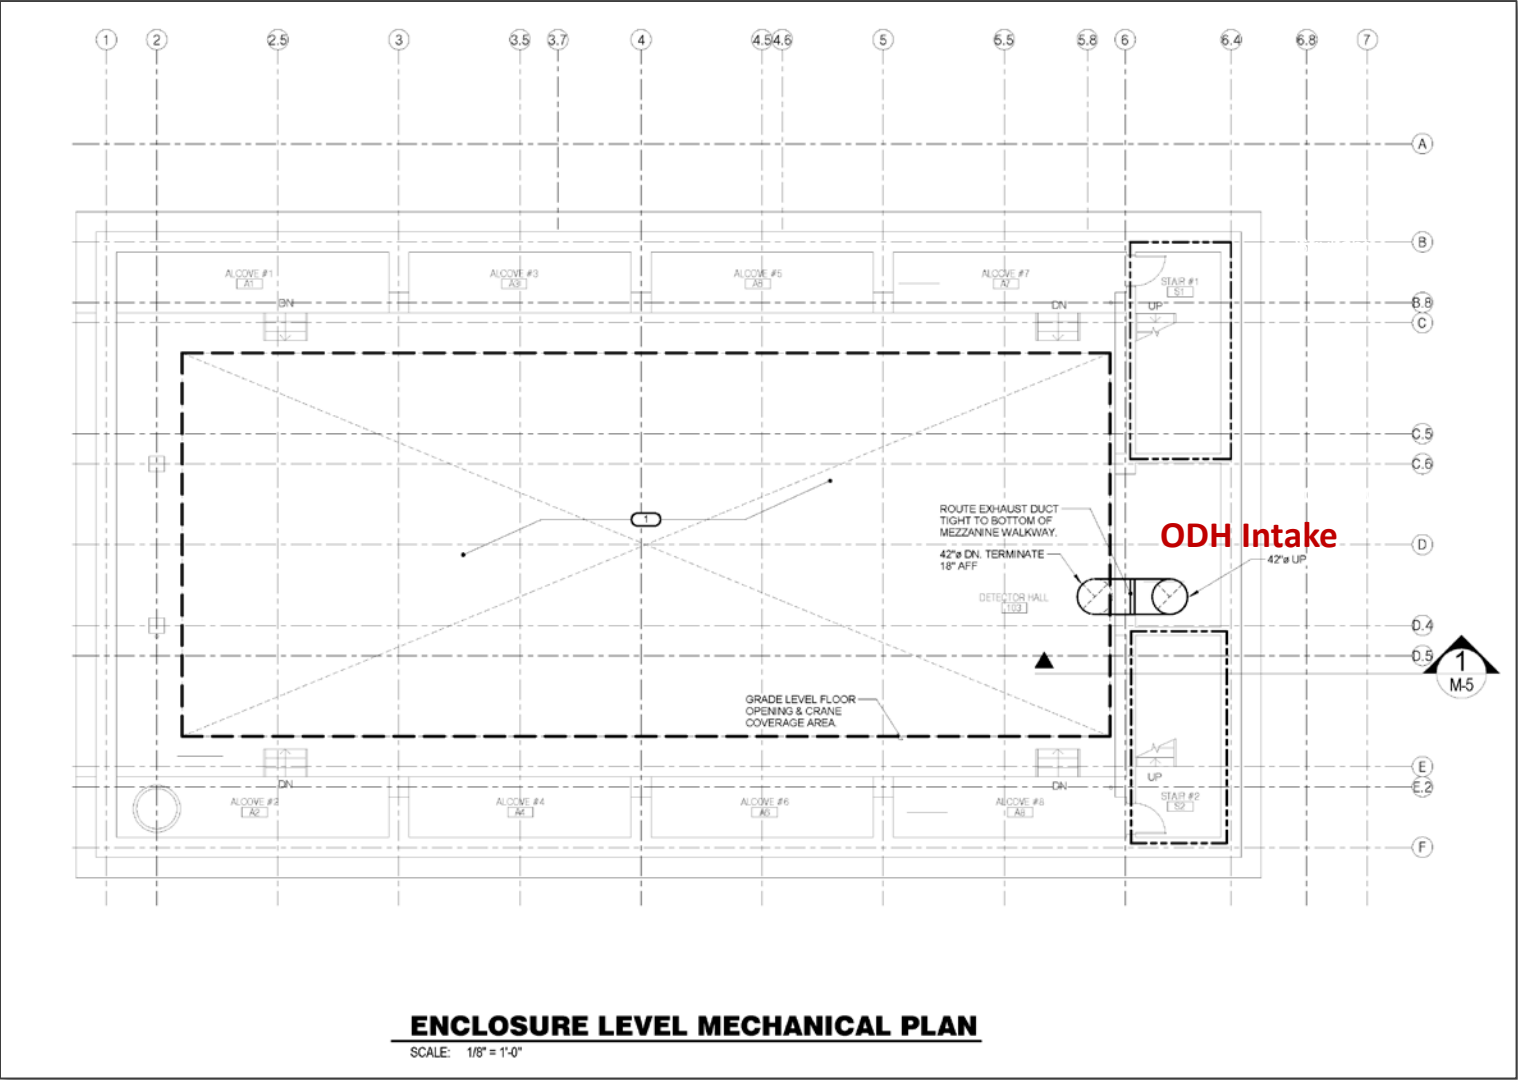 1 2 2.5 3 3.5 3.7 4 4.5 4.6 5 5.5 5.8 6 6.4 6.8 7
A
B
ALCOVE #1
A1
ALCOVE #3
A3
ALCOVE #5
A5
ALCOVE #7
A7
STAIR #1
S1
DN
DN
UP
B.8
C
C.5
C.6
1
ROUTE EXHAUST DUCT
TIGHT TO BOTTOM OF
MEZZANINE WALKWAY.
ODH Intake
D
42"ø DN. TERMINATE
18" AFF
42"ø UP
DETECTOR HALL
103
D.4
D.5
1
M-5
GRADE LEVEL FLOOR
OPENING & CRANE
COVERAGE AREA.
E
DN
DN
UP
E.2
ALCOVE #2
A2
ALCOVE #4
A4
ALCOVE #6
A6
ALCOVE #8
A8
STAIR #2
S2
F
ENCLOSURE LEVEL MECHANICAL PLAN
SCALE: 1/8" = 1'-0"